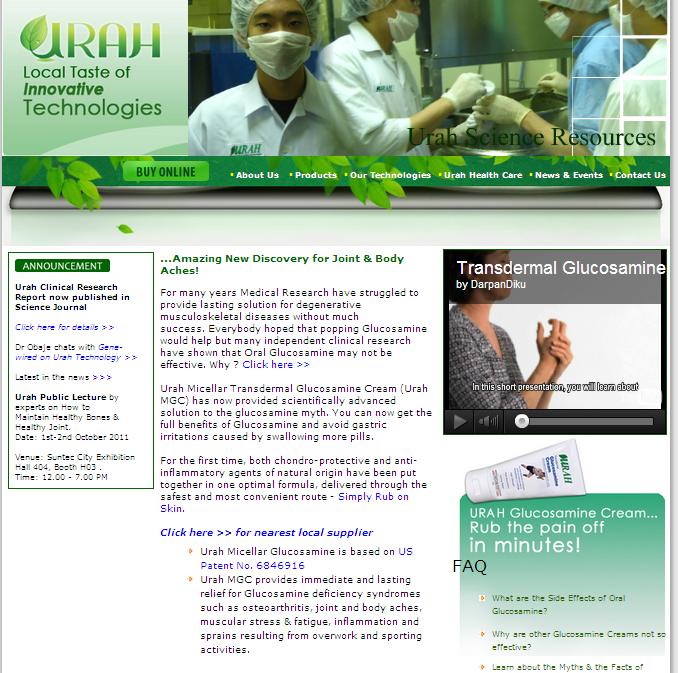 URAH
Local Taste of
Innovative
Technologies
URAH
Urah Science Resources
BUY ONLINE
About Us
Products
Our Technologies
Urah Health Care
News & Events
Contact Us
ANNOUNCEMENT
Urah Clinical Research
Report now published in
Science Journal
Click here for details >>
Dr Obaje chats with Gene-
wired on Urah Technology >>
Latest in the news >>>
Urah Public Lecture by
experts on How to
Maintain Healthy Bones &
Healthy Joint.
Date: 1st-2nd October 2011
Venue: Suntec City Exhibition
Hall 404, Booth H03 .
Time: 12.00 - 7.00 PM
...Amazing New Discovery for Joint & Body
Aches!
For many years Medical Research have struggled to
provide lasting solution for degenerative
musculoskeletal diseases without much
success. Everybody hoped that popping Glucosamine
would help but many independent clinical research
have shown that Oral Glucosamine may not be
effective. Why ? Click here >>
Urah Micellar Transdermal Glucosamine Cream (Urah
MGC) has now provided scientifically advanced
solution to the glucosamine myth. You can now get the
full benefits of Glucosamine and avoid gastric
irritations caused by swallowing more pills.
For the first time, both chondro-protective and anti-
inflammatory agents of natural origin have been put
together in one optimal formula, delivered through the
safest and most convenient route - Simply Rub on
Skin.
Click here >> for nearest local supplier
Urah Micellar Glucosamine is based on US
Patent No. 6846916
Urah MGC provides immediate and lasting
relief for Glucosamine deficiency syndromes
such as osteoarthritis, joint and body aches,
muscular stress & fatigue, inflammation and
sprains resulting from overwork and sporting
activities.
Transdermal Glucosamine
by DarpanDiku
In this short presentation, you will learn about
URAH
URAH Glucosamine Cream...
Rub the pain off
in minutes!
FAQ
What are the Side Effects of Oral
Glucosamine?
Why are other Glucosamine Creams not so
effective?
Learn about the Myths & the Facts of